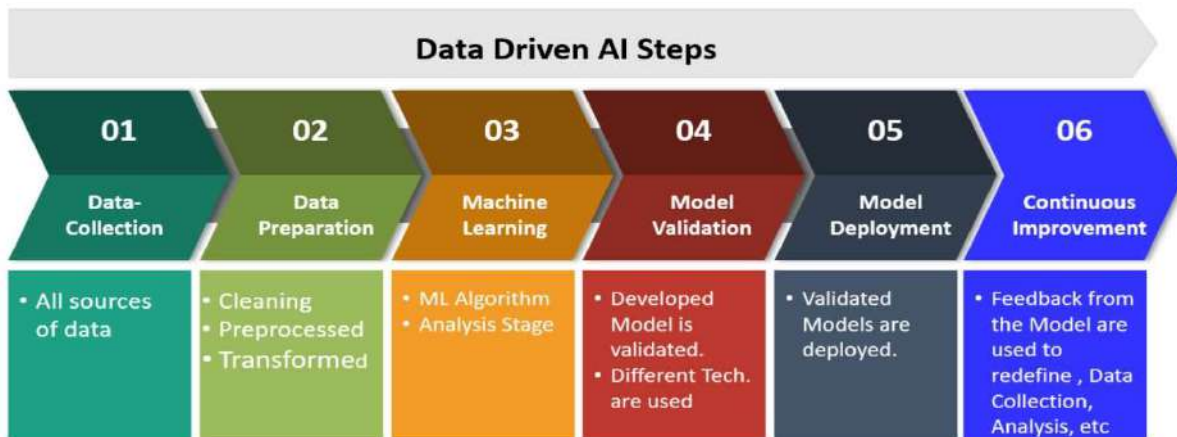 Data Driven AI Steps
01
Data-
Collection
02
Data
Preparation
03
Machine
Learning
04
Model
Validation
05
Model
Deployment
06
Continuous
Improvement
• All sources
of data
• Cleaning
• Preprocessed
• Transformed
• ML Algorithm
• Analysis Stage
• Developed
Model is
validated.
• Different Tech.
are used
• Validated
Models are
deployed.
• Feedback from
the Model are
used to
redefine , Data
Collection,
Analysis, etc